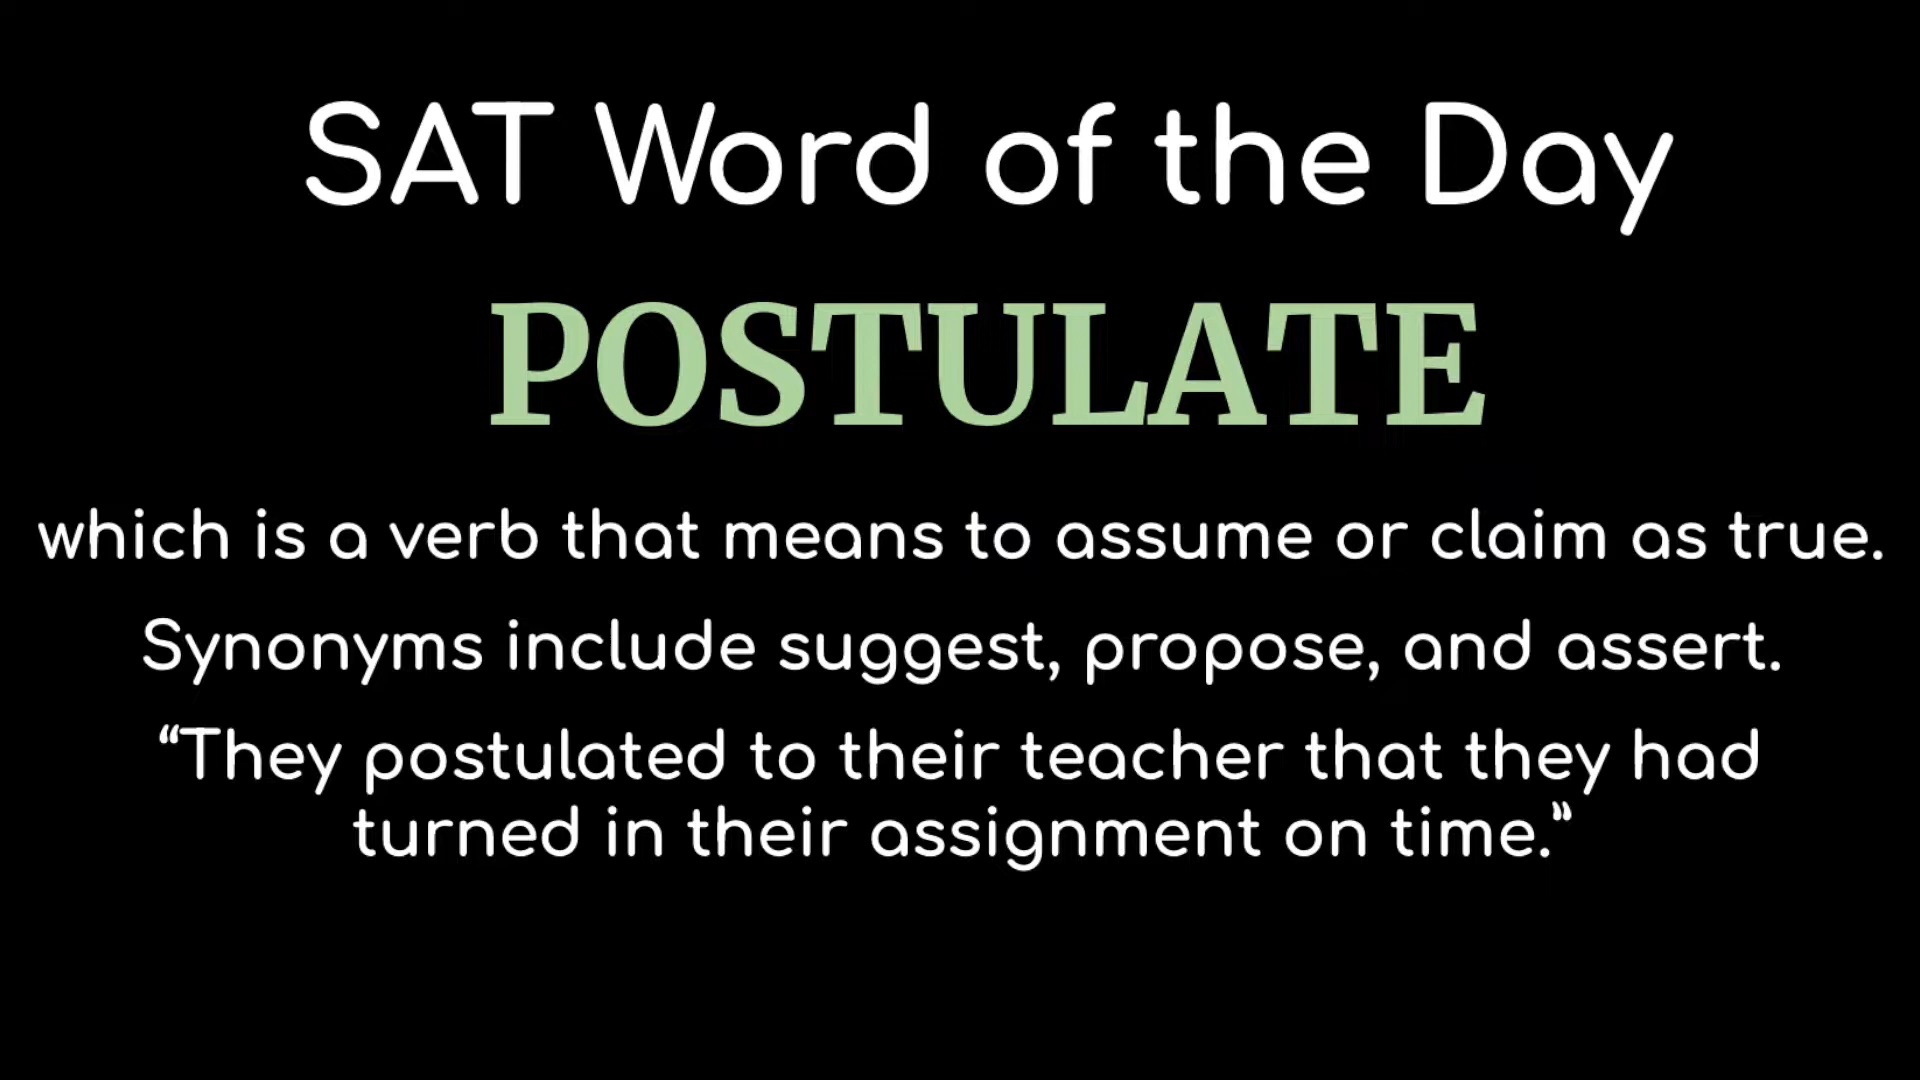 SAT Word of the Day
POSTULATE
which is a verb that means to assume or claim as true.
Synonyms include suggest, propose, and assert.
“They postulated to their teacher that they had
turned in their assignment on time.”